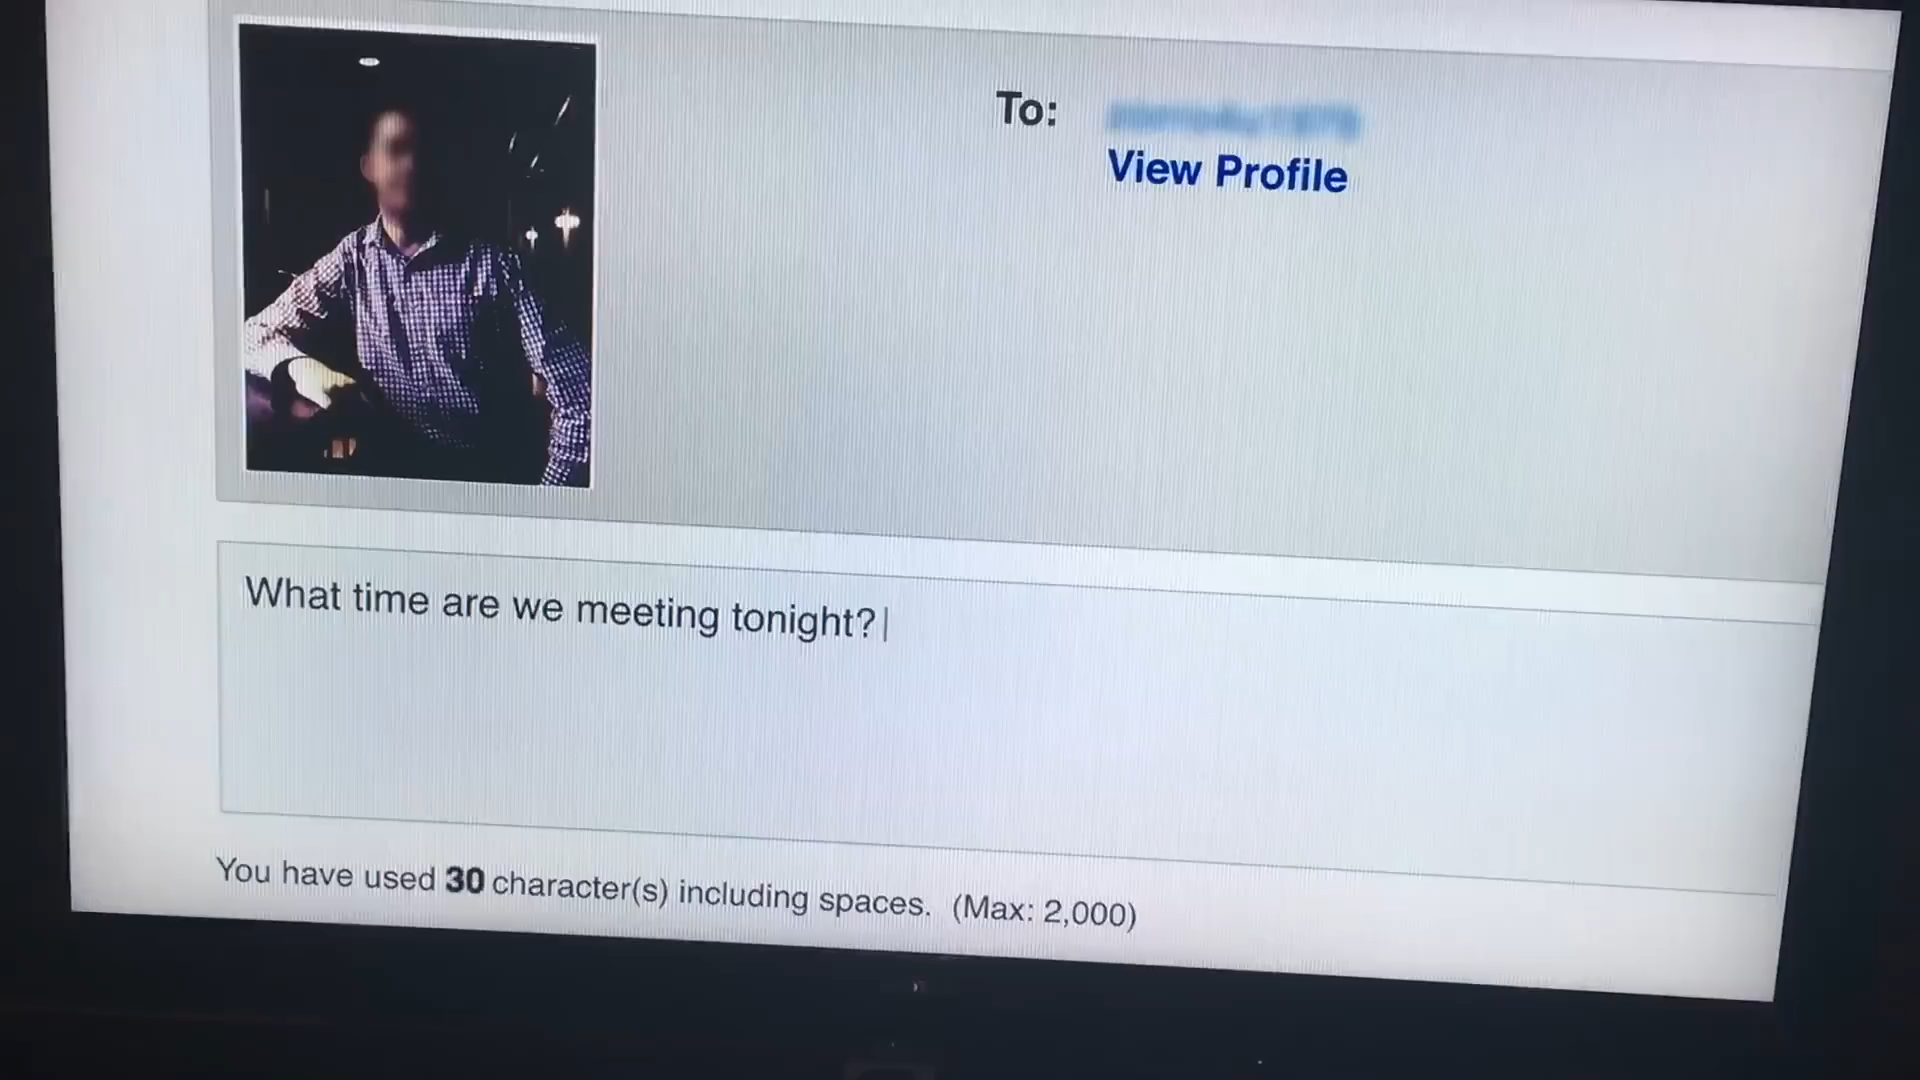 To:
View Profile
What time are we meeting tonight?
You have used 30 character(s) including spaces. (Max: 2,000)